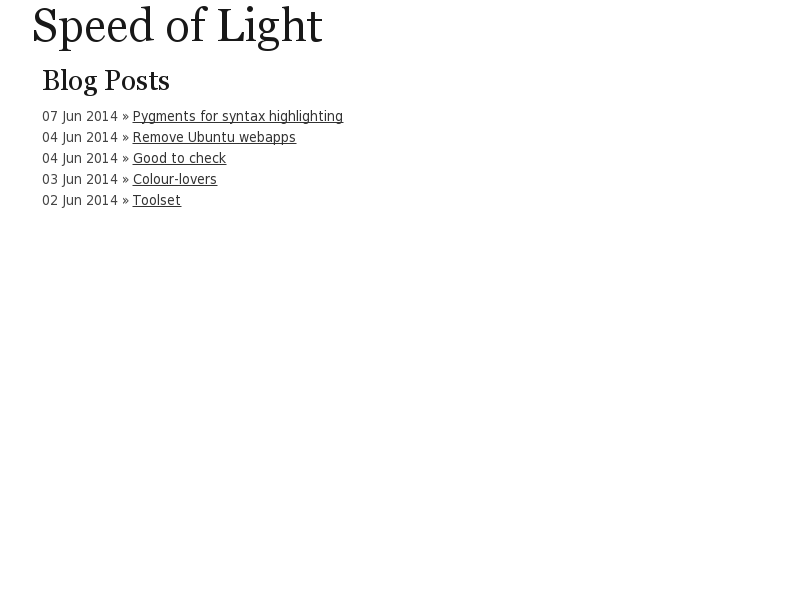 Speed of Light
Blog Posts
07 Jun 2014 » Pygments for syntax highlighting
04 Jun 2014 » Remove Ubuntu webapps
04 Jun 2014 » Good to check
03 Jun 2014 » Colour-lovers
02 Jun 2014 » Toolset